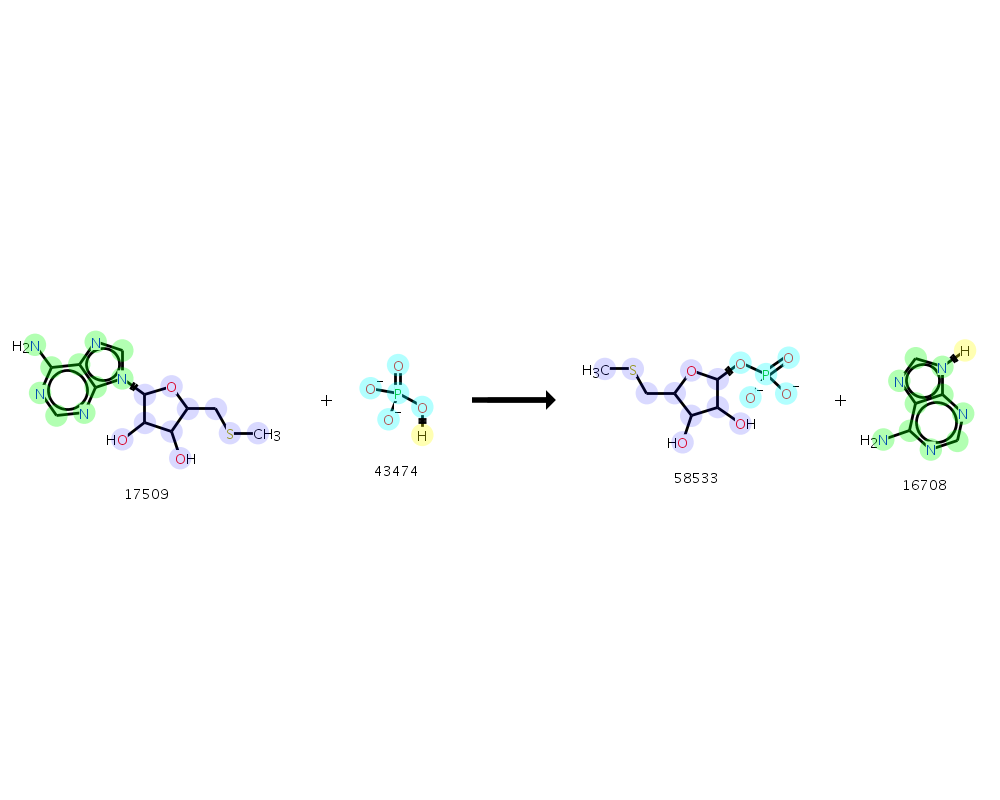 H2N N N N N O HO OH S CH3
+
O O− P O O− H
H3C S O O P O O− O− OH HO
+
N N H N N H2N
17509
43474
58533
16708